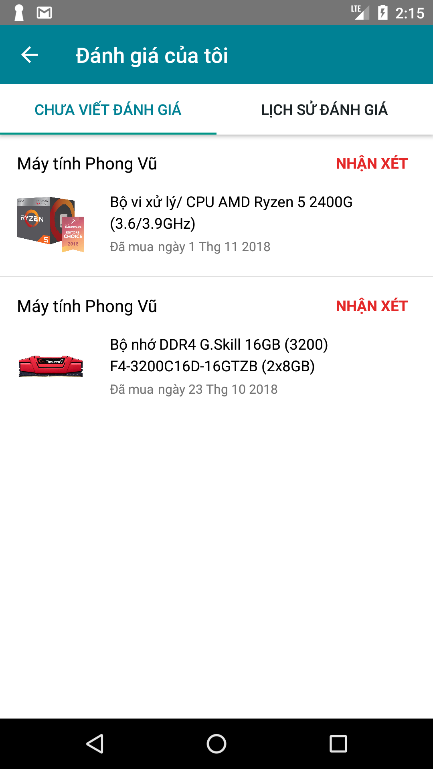 LTE 2:15
Đánh giá của tôi
CHƯA VIẾT ĐÁNH GIÁ LỊCH SỬ ĐÁNH GIÁ
Máy tính Phong Vũ NHẬN XÉT
RYZEN
5
Bộ vi xử lý/ CPU AMD Ryzen 5 2400G
(3.6/3.9GHz)
Đã mua ngày 1 Thg 11 2018
Máy tính Phong Vũ NHẬN XÉT
Bộ nhớ DDR4 G.Skill 16GB (3200)
F4-3200C16D-16GTZB (2x8GB)
Đã mua ngày 23 Thg 10 2018